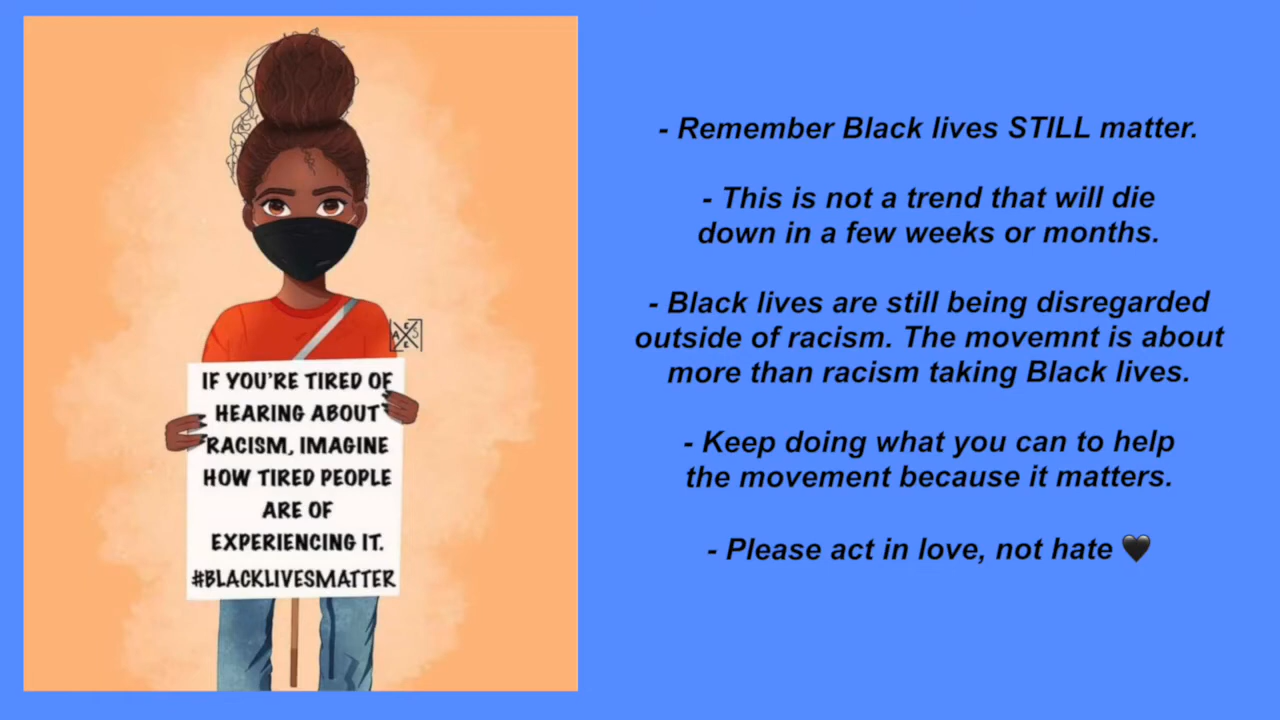 IF YOU'RE TIRED OF
HEARING ABOUT
RACISM, IMAGINE
HOW TIRED PEOPLE
ARE OF
EXPERIENCING IT.
#BLACKLIVESMATTER
- Remember Black lives STILL matter.
- This is not a trend that will die
down in a few weeks or months.
- Black lives are still being disregarded
outside of racism. The movemnt is about
more than racism taking Black lives.
- Keep doing what you can to help
the movement because it matters.
- Please act in love, not hate 🖤